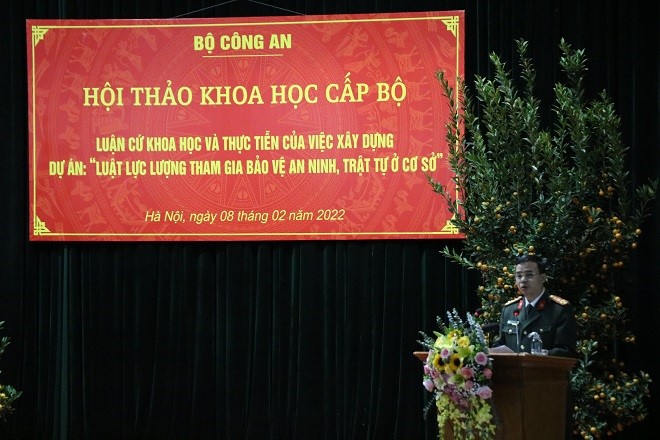 BỘ CÔNG AN
HỘI THẢO KHOA HỌC CẤP BỘ
LUẬN CỨ KHOA HỌC VÀ THỰC TIỄN CỦA VIỆC XÂY DỰNG
DỰ ÁN: “LUẬT LỰC LƯỢNG THAM GIA BẢO VỆ AN NINH, TRẬT TỰ Ở CƠ SỞ”
Hà Nội, ngày 08 tháng 02 năm 2022